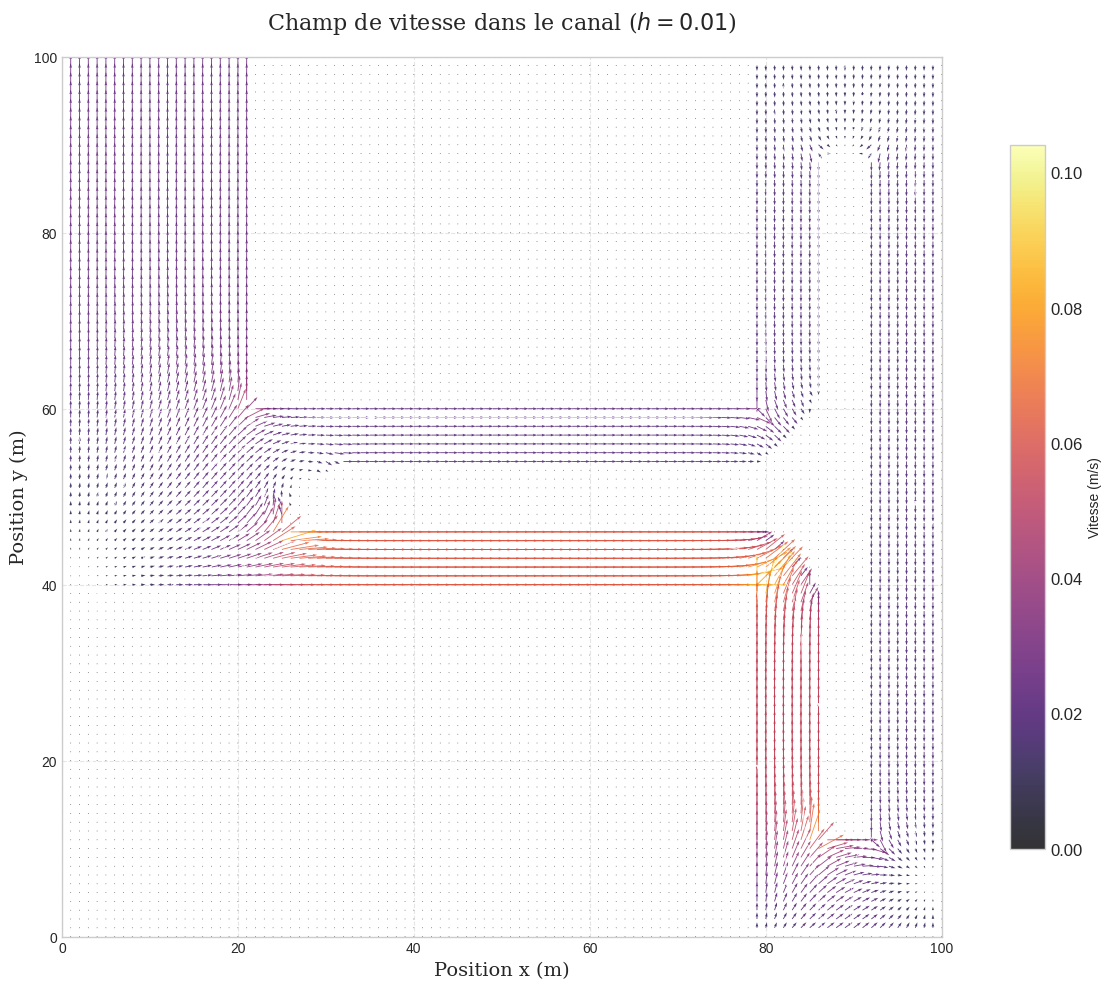 Champ de vitesse dans le canal (h = 0.01)
100
80
60
40
20
0
Position y (m)
0 20 40 60 80 100
Position x (m)
0.10
0.08
0.06
0.04
0.02
0.00
Vitesse (m/s)